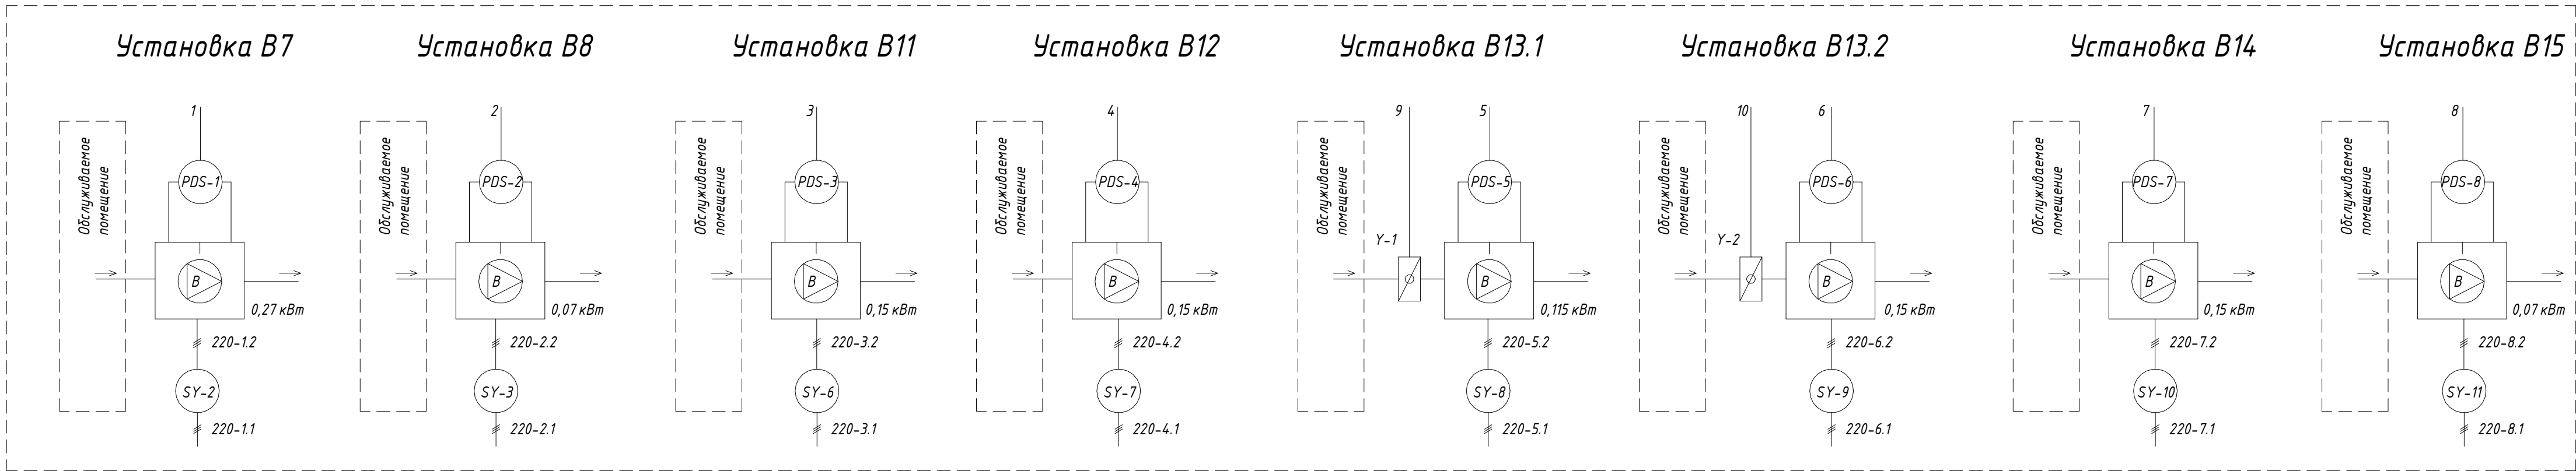 Установка В7
1
Обслуживаемое
помещение
PDS-1
В
0,27 кВт
220-1.2
SY-2
220-1.1
Установка В8
2
Обслуживаемое
помещение
PDS-2
В
0,07 кВт
220-2.2
SY-3
220-2.1
Установка В11
3
Обслуживаемое
помещение
PDS-3
В
0,15 кВт
220-3.2
SY-6
220-3.1
Установка В12
4
Обслуживаемое
помещение
PDS-4
В
0,15 кВт
220-4.2
SY-7
220-4.1
Установка В13.1
9
5
Обслуживаемое
помещение
PDS-5
Y-1
В
0,115 кВт
220-5.2
SY-8
220-5.1
Установка В13.2
10
6
Обслуживаемое
помещение
PDS-6
Y-2
В
0,15 кВт
220-6.2
SY-9
220-6.1
Установка В14
7
Обслуживаемое
помещение
PDS-7
В
0,15 кВт
220-7.2
SY-10
220-7.1
Установка В15
8
Обслуживаемое
помещение
PDS-8
В
0,07 кВт
220-8.2
SY-11
220-8.1